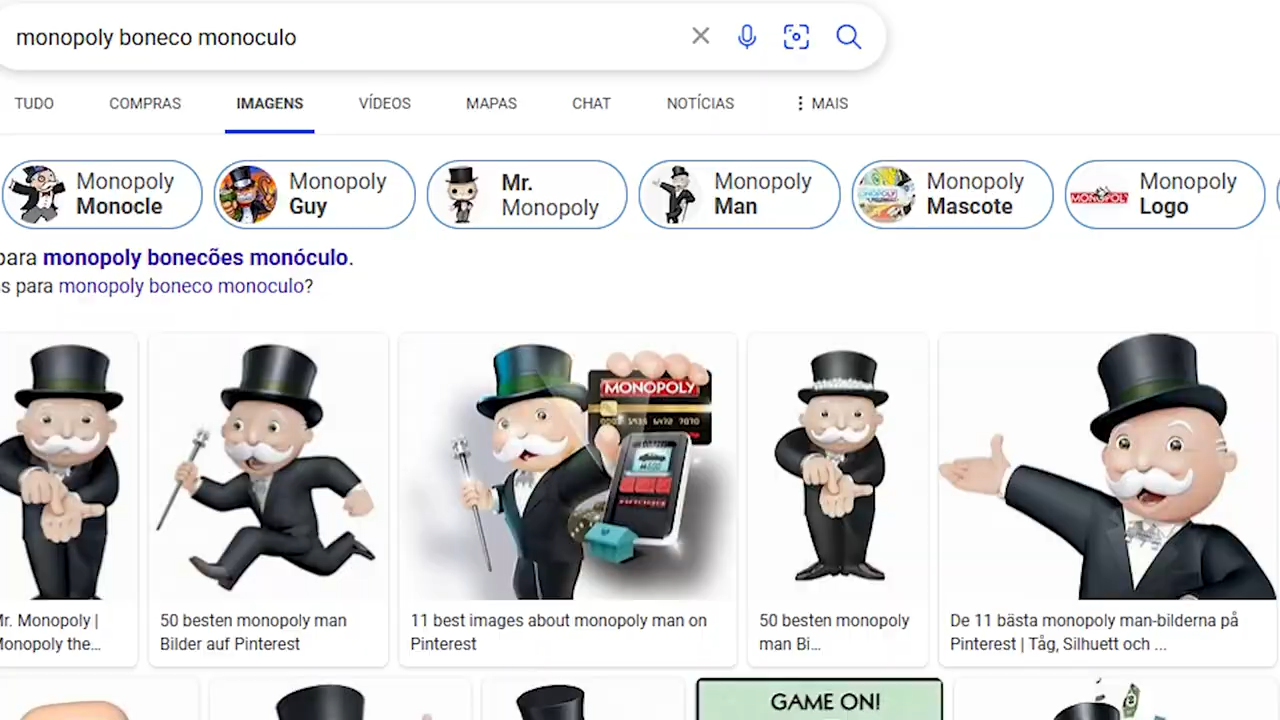 monopoly boneco monoculo
TUDO COMPRAS IMAGENS VÍDEOS MAPAS CHAT NOTÍCIAS MAIS
Monopoly
Monocle
Monopoly
Guy
Mr.
Monopoly
Monopoly
Man
Monopoly
Mascote
MONOPOLY
Monopoly
Logo
para monopoly bonecões monóculo.
s para monopoly boneco monoculo?
MONOPOLY
Mr. Monopoly |
Monopoly the...
50 besten monopoly man
Bilder auf Pinterest
11 best images about monopoly man on
Pinterest
50 besten monopoly
man Bi...
De 11 bästa monopoly man-bilderna på
Pinterest | Tåg, Silhuett och ...
GAME ON!